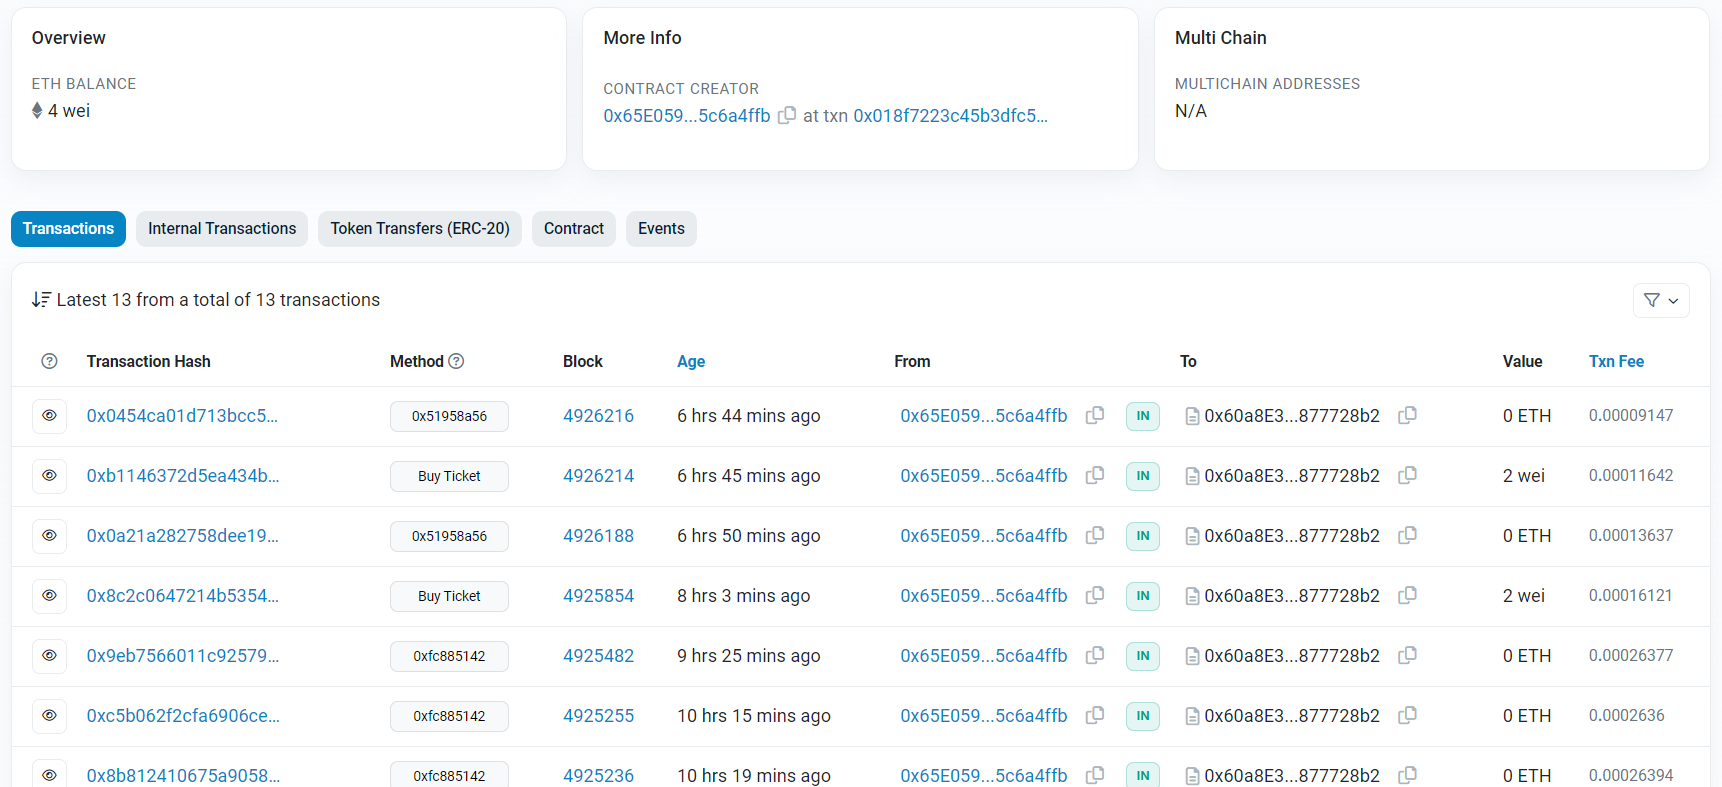 Overview
ETH BALANCE
4 wei
More Info
CONTRACT CREATOR
0x65E059...5c6a4ffb at txn 0x018f7223c45b3dfc5...
Multi Chain
MULTICHAIN ADDRESSES
N/A
Transactions Internal Transactions Token Transfers (ERC-20) Contract Events
Latest 13 from a total of 13 transactions
Transaction Hash Method Block Age From To Value Txn Fee
0x0454ca01d713bcc5... 0x51958a56 4926216 6 hrs 44 mins ago 0x65E059...5c6a4ffb IN 0x60a8E3...877728b2 0 ETH 0.00009147
0xb1146372d5ea434b... Buy Ticket 4926214 6 hrs 45 mins ago 0x65E059...5c6a4ffb IN 0x60a8E3...877728b2 2 wei 0.00011642
0x0a21a282758dee19... 0x51958a56 4926188 6 hrs 50 mins ago 0x65E059...5c6a4ffb IN 0x60a8E3...877728b2 0 ETH 0.00013637
0x8c2c0647214b5354... Buy Ticket 4925854 8 hrs 3 mins ago 0x65E059...5c6a4ffb IN 0x60a8E3...877728b2 2 wei 0.00016121
0x9eb7566011c92579... 0xfc885142 4925482 9 hrs 25 mins ago 0x65E059...5c6a4ffb IN 0x60a8E3...877728b2 0 ETH 0.00026377
0xc5b062f2cfa6906ce... 0xfc885142 4925255 10 hrs 15 mins ago 0x65E059...5c6a4ffb IN 0x60a8E3...877728b2 0 ETH 0.0002636
0x8b812410675a9058... 0xfc885142 4925236 10 hrs 19 mins ago 0x65E059...5c6a4ffb IN 0x60a8E3...877728b2 0 ETH 0.00026394